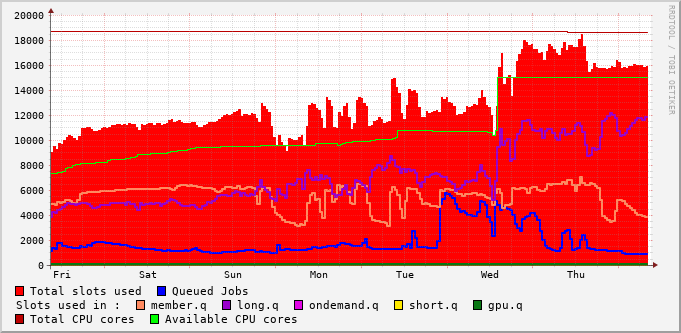 20000
18000
16000
14000
12000
10000
8000
6000
4000
2000
0
Fri Sat Sun Mon Tue Wed Thu
RRDTOOL / TOBI OETIKER
Total slots used Queued Jobs
Slots used in : member.q long.q ondemand.q short.q gpu.q
Total CPU cores Available CPU cores